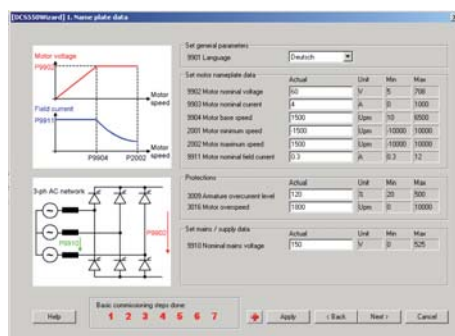 [DCS550Wizard] 1. Name plate data
Motor voltage
P9902
Motor speed
Field current
P9911
P9904 P2002 Motor speed
3-ph AC network
P9910
P9902
Set general parameters
9901 Language Deutsch
Set motor nameplate data
Actual Unit Min Max
9902 Motor nominal voltage 60 V 5 700
9903 Motor nominal current 4 A 0 1000
9904 Motor base speed 1500 Upm 10 6500
2001 Motor minimum speed -1500 Upm -10000 10000
2002 Motor maximum speed 1500 Upm -10000 10000
9911 Motor nominal field current 0.3 A 0.3 12
Protections
Actual Unit Min Max
3009 Armature overcurrent level 120 % 20 500
3016 Motor overspeed 1800 Upm 0 10000
Set mains / supply data
Actual Unit Min Max
9910 Nominal mains voltage 150 V 0 525
Basic commissioning steps done:
1 2 3 4 5 6 7
Help Apply < Back Next > Cancel